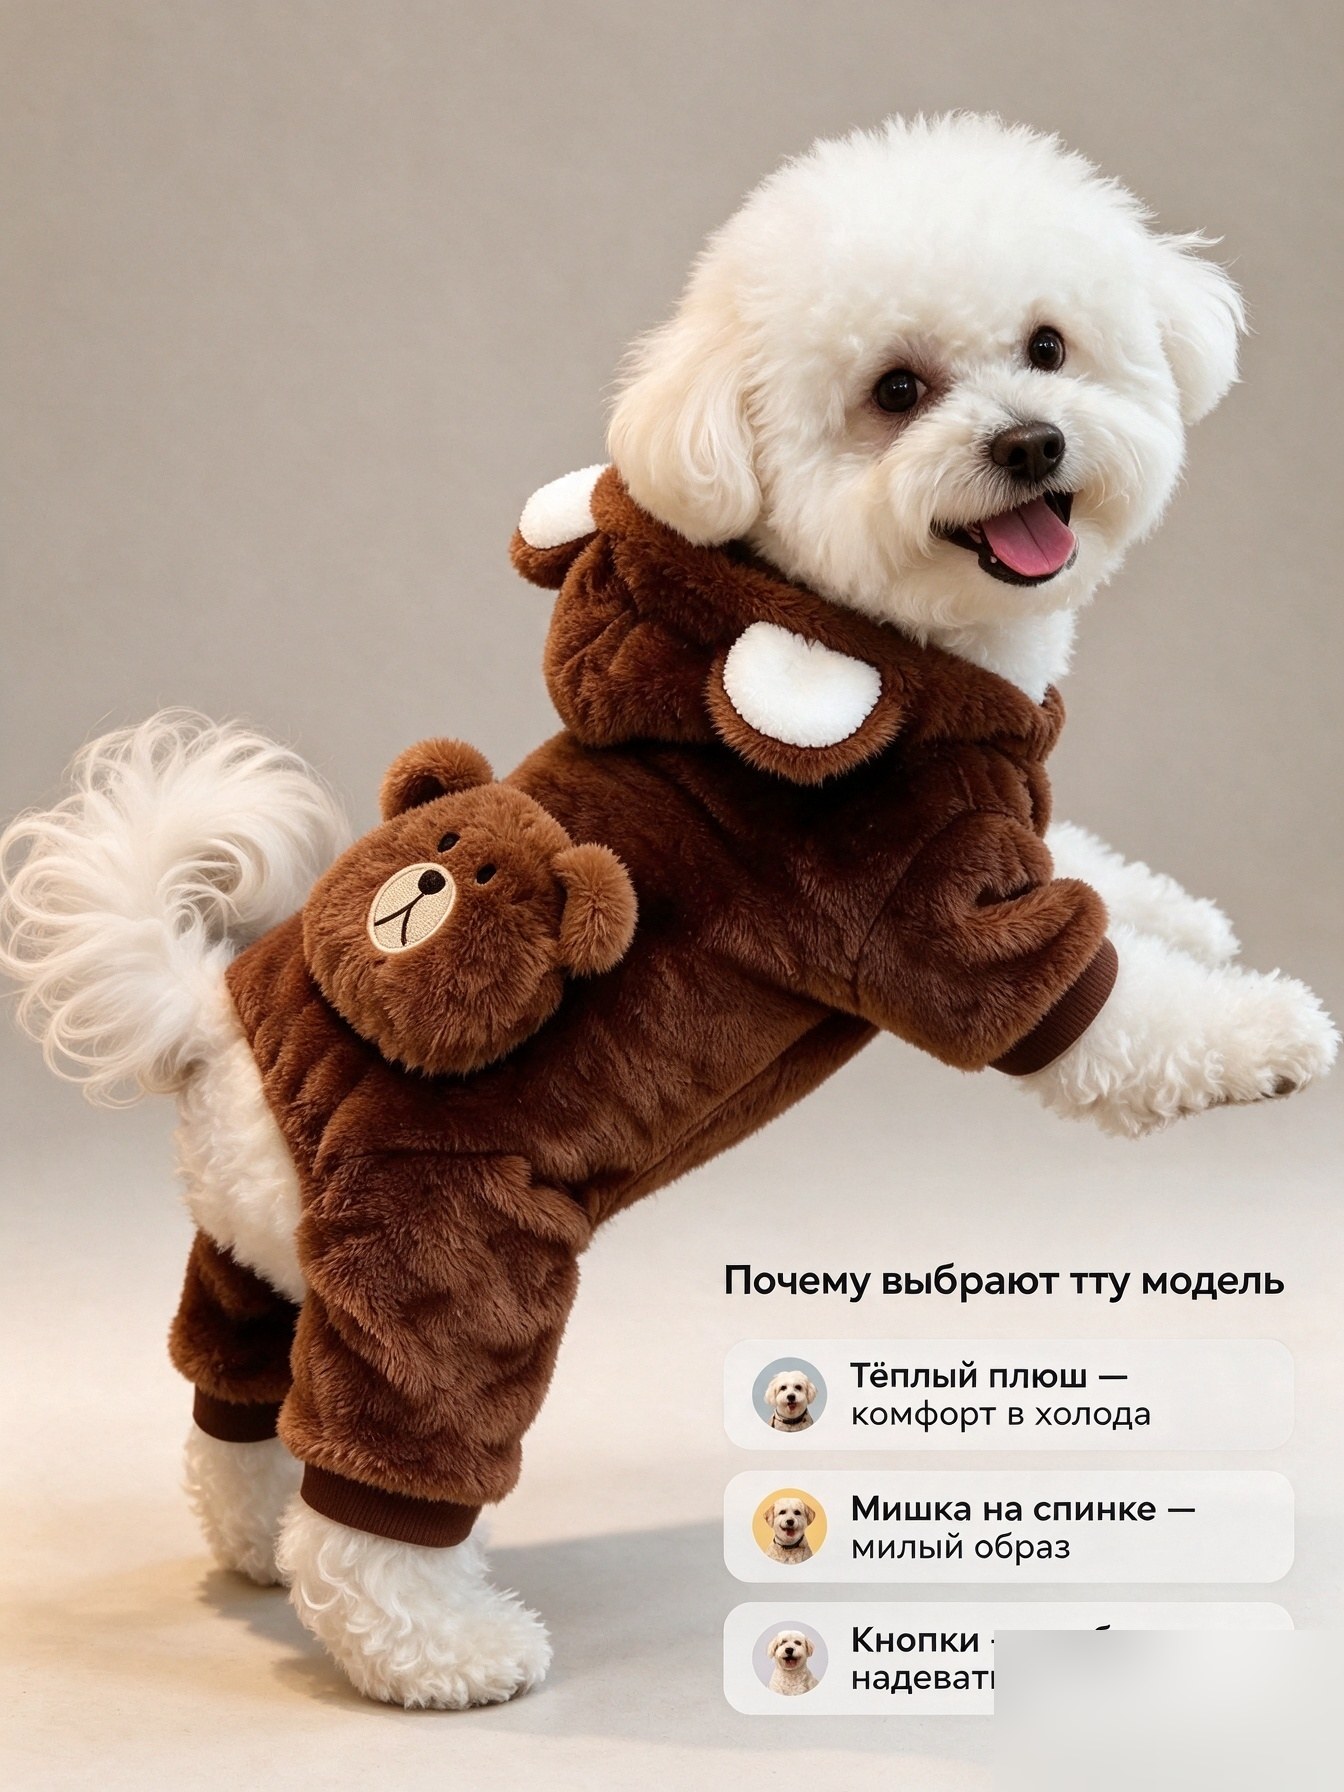 Почему выбрают тту модель
Тёплый плюш —
комфорт в холода
Мишка на спинке —
милый образ
Кнопки